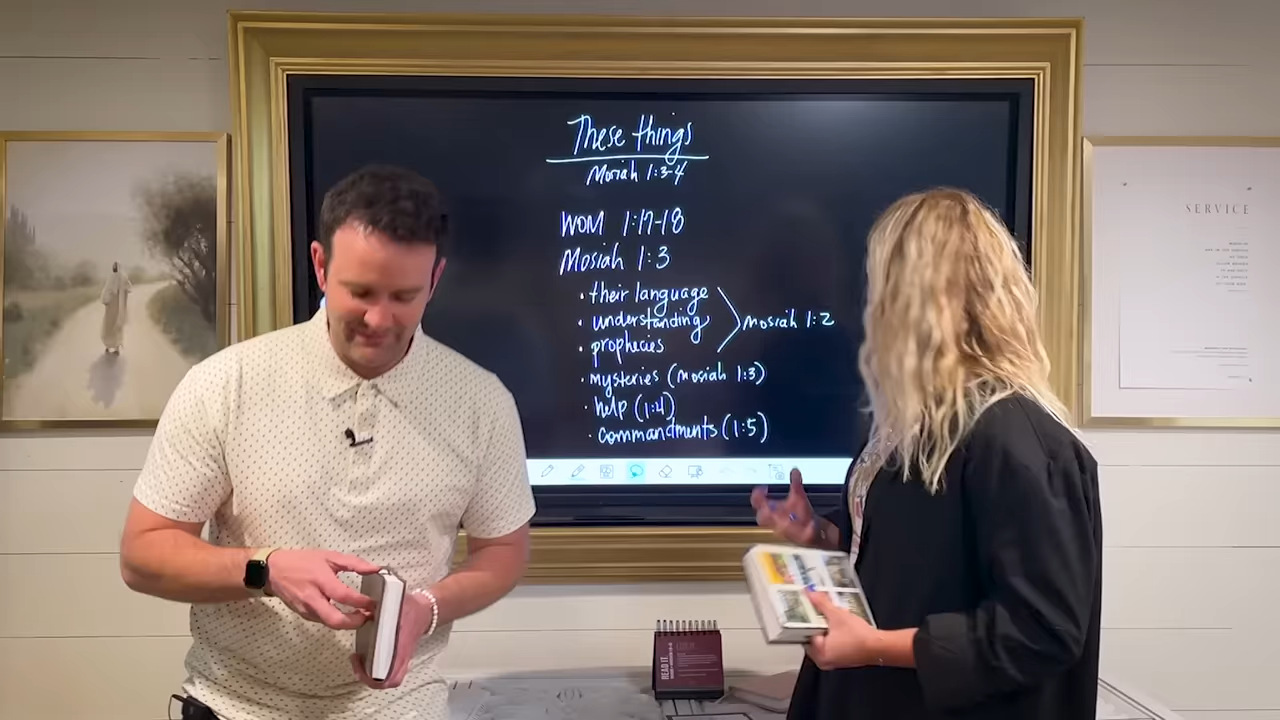 These things
Mosiah 1:3-4
WOM 1:17-18
Mosiah 1:3
· their language
· understanding
· prophecies
Mosiah 1:2
· mysteries (Mosiah 1:3)
· help (1:4)
· commandments (1:5)
SERVICE
READ IT